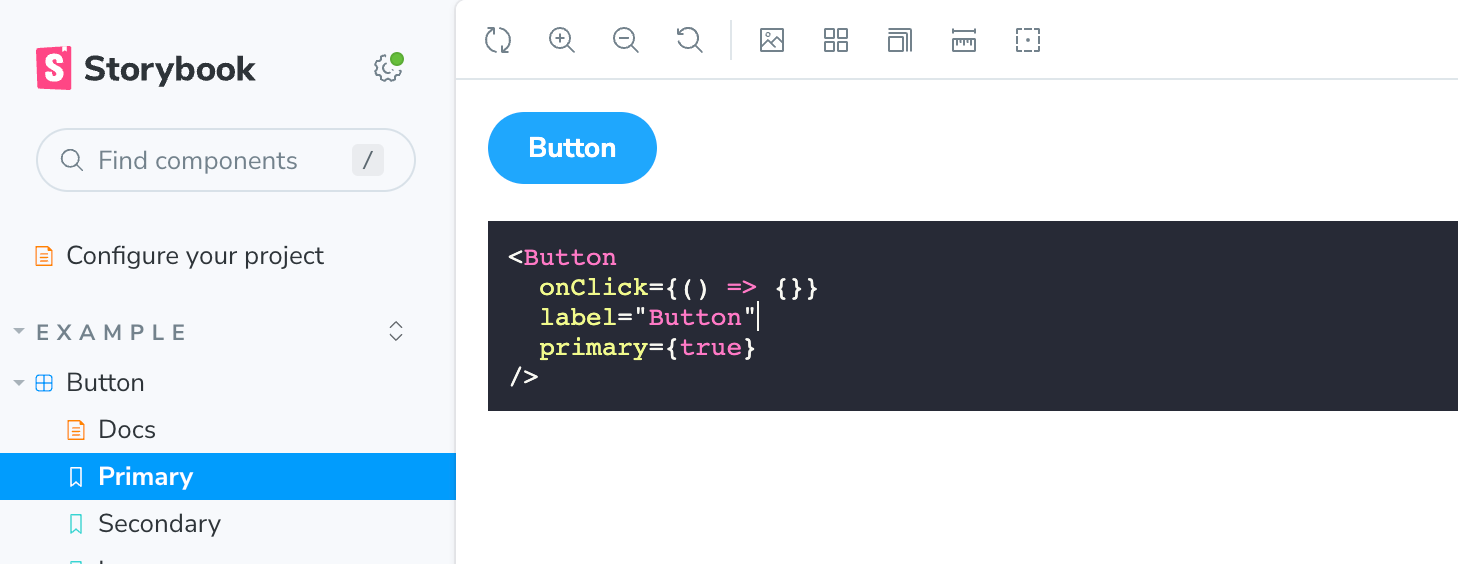 Storybook
Find components /
Configure your project
EXAMPLE
Button
Docs
Primary
Secondary
Button
<Button
  onClick={() => {}}
  label="Button"
  primary={true}
/>